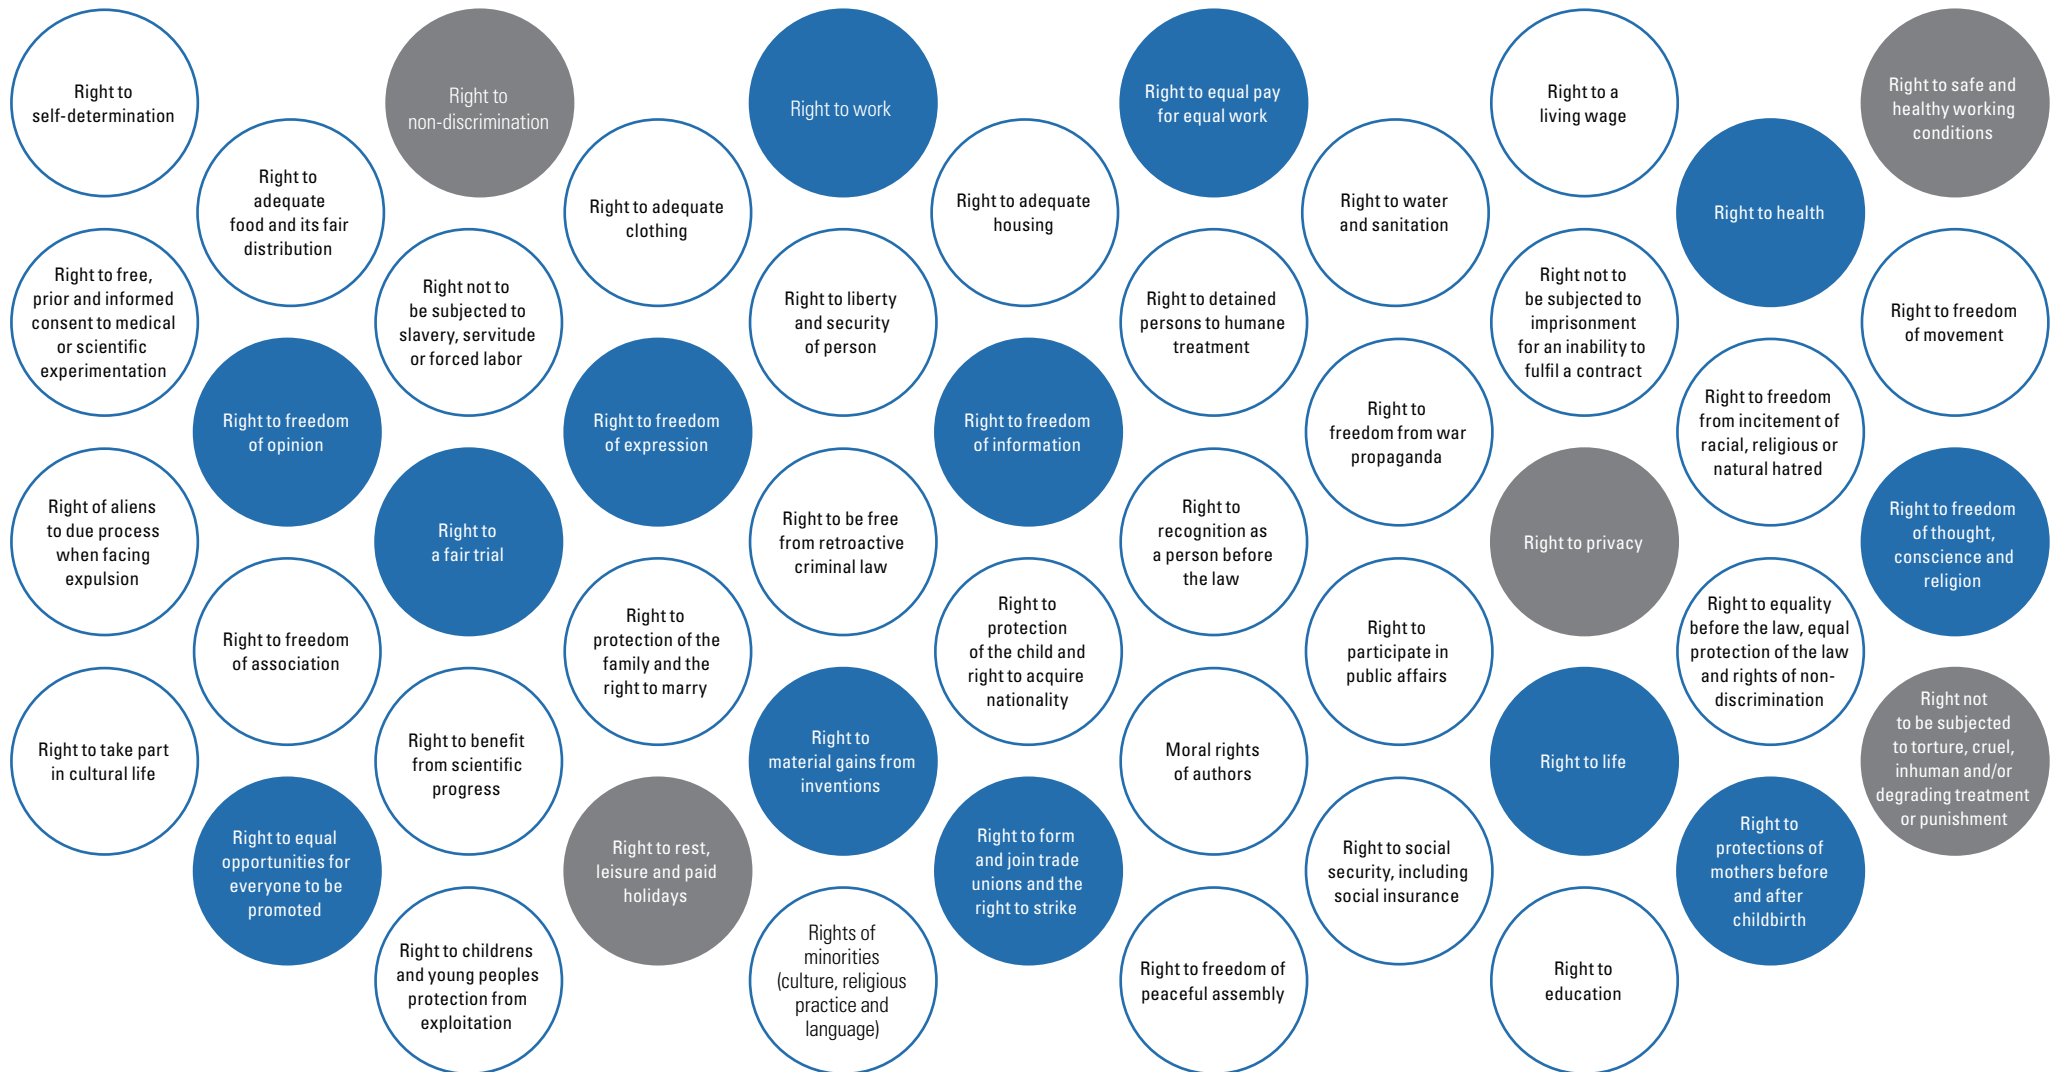 Right to
self-determination
Right to
non-discrimination
Right to work
Right to equal pay
for equal work
Right to a
living wage
Right to safe and
healthy working
conditions
Right to
adequate
food and its fair
distribution
Right to adequate
clothing
Right to adequate
housing
Right to water
and sanitation
Right to health
Right to free,
prior and informed
consent to medical
or scientific
experimentation
Right not to
be subjected to
slavery, servitude
or forced labor
Right to liberty
and security
of person
Right to detained
persons to humane
treatment
Right not to
be subjected to
imprisonment
for an inability to
fulfil a contract
Right to freedom
of movement
Right to freedom
of opinion
Right to freedom
of expression
Right to freedom
of information
Right to
freedom from war
propaganda
Right to freedom
from incitement of
racial, religious or
natural hatred
Right of aliens
to due process
when facing
expulsion
Right to
a fair trial
Right to be free
from retroactive
criminal law
Right to
recognition as
a person before
the law
Right to privacy
Right to freedom
of thought,
conscience and
religion
Right to freedom
of association
Right to
protection of the
family and the
right to marry
Right to
protection
of the child and
right to acquire
nationality
Right to
participate in
public affairs
Right to equality
before the law, equal
protection of the law
and rights of non-
discrimination
Right to take part
in cultural life
Right to benefit
from scientific
progress
Right to
material gains from
inventions
Moral rights
of authors
Right to life
Right not
to be subjected
to torture, cruel,
inhuman and/or
degrading treatment
or punishment
Right to equal
opportunities for
everyone to be
promoted
Right to rest,
leisure and paid
holidays
Right to form
and join trade
unions and the
right to strike
Right to social
security, including
social insurance
Right to
protections of
mothers before
and after
childbirth
Right to childrens
and young peoples
protection from
exploitation
Rights of
minorities
(culture, religious
practice and
language)
Right to freedom of
peaceful assembly
Right to
education